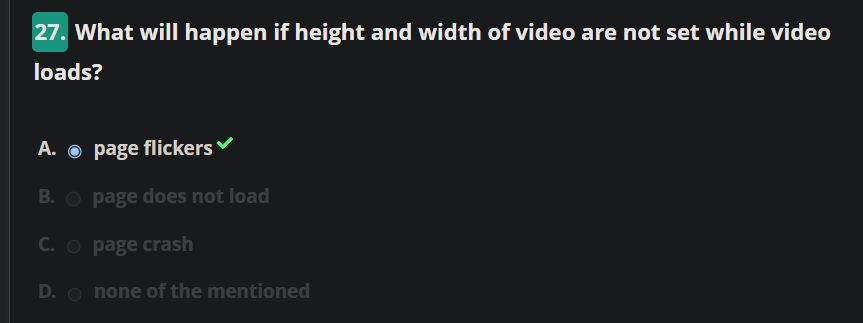 27. What will happen if height and width of video are not set while video
loads?
A. page flickers
B. page does not load
C. page crash
D. none of the mentioned